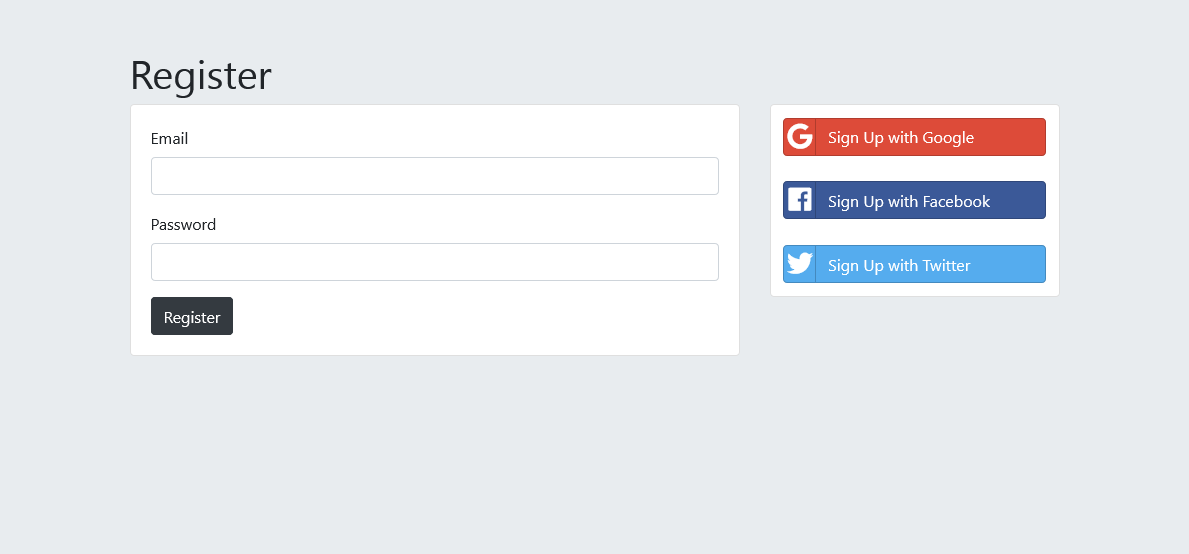 Register
Email
Password
Register
Sign Up with Google
Sign Up with Facebook
Sign Up with Twitter